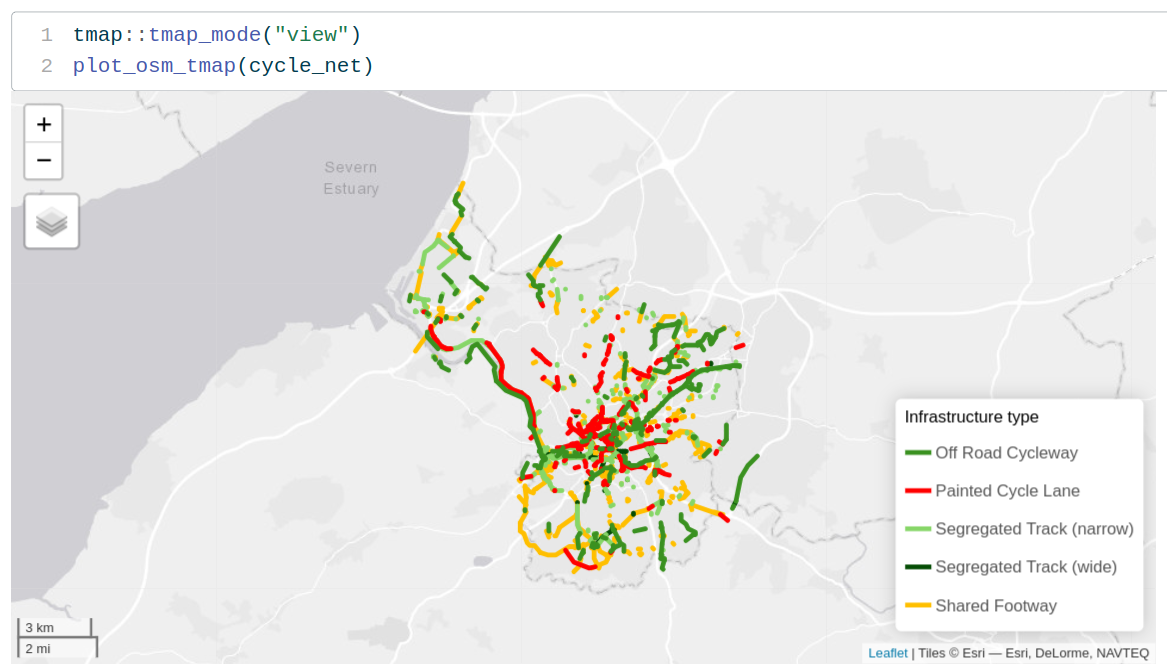 1 tmap::tmap_mode("view")
2 plot_osm_tmap(cycle_net)
+
−
Severn
Estuary
Infrastructure type
Off Road Cycleway
Painted Cycle Lane
Segregated Track (narrow)
Segregated Track (wide)
Shared Footway
3 km
2 mi
Leaflet | Tiles © Esri — Esri, DeLorme, NAVTEQ